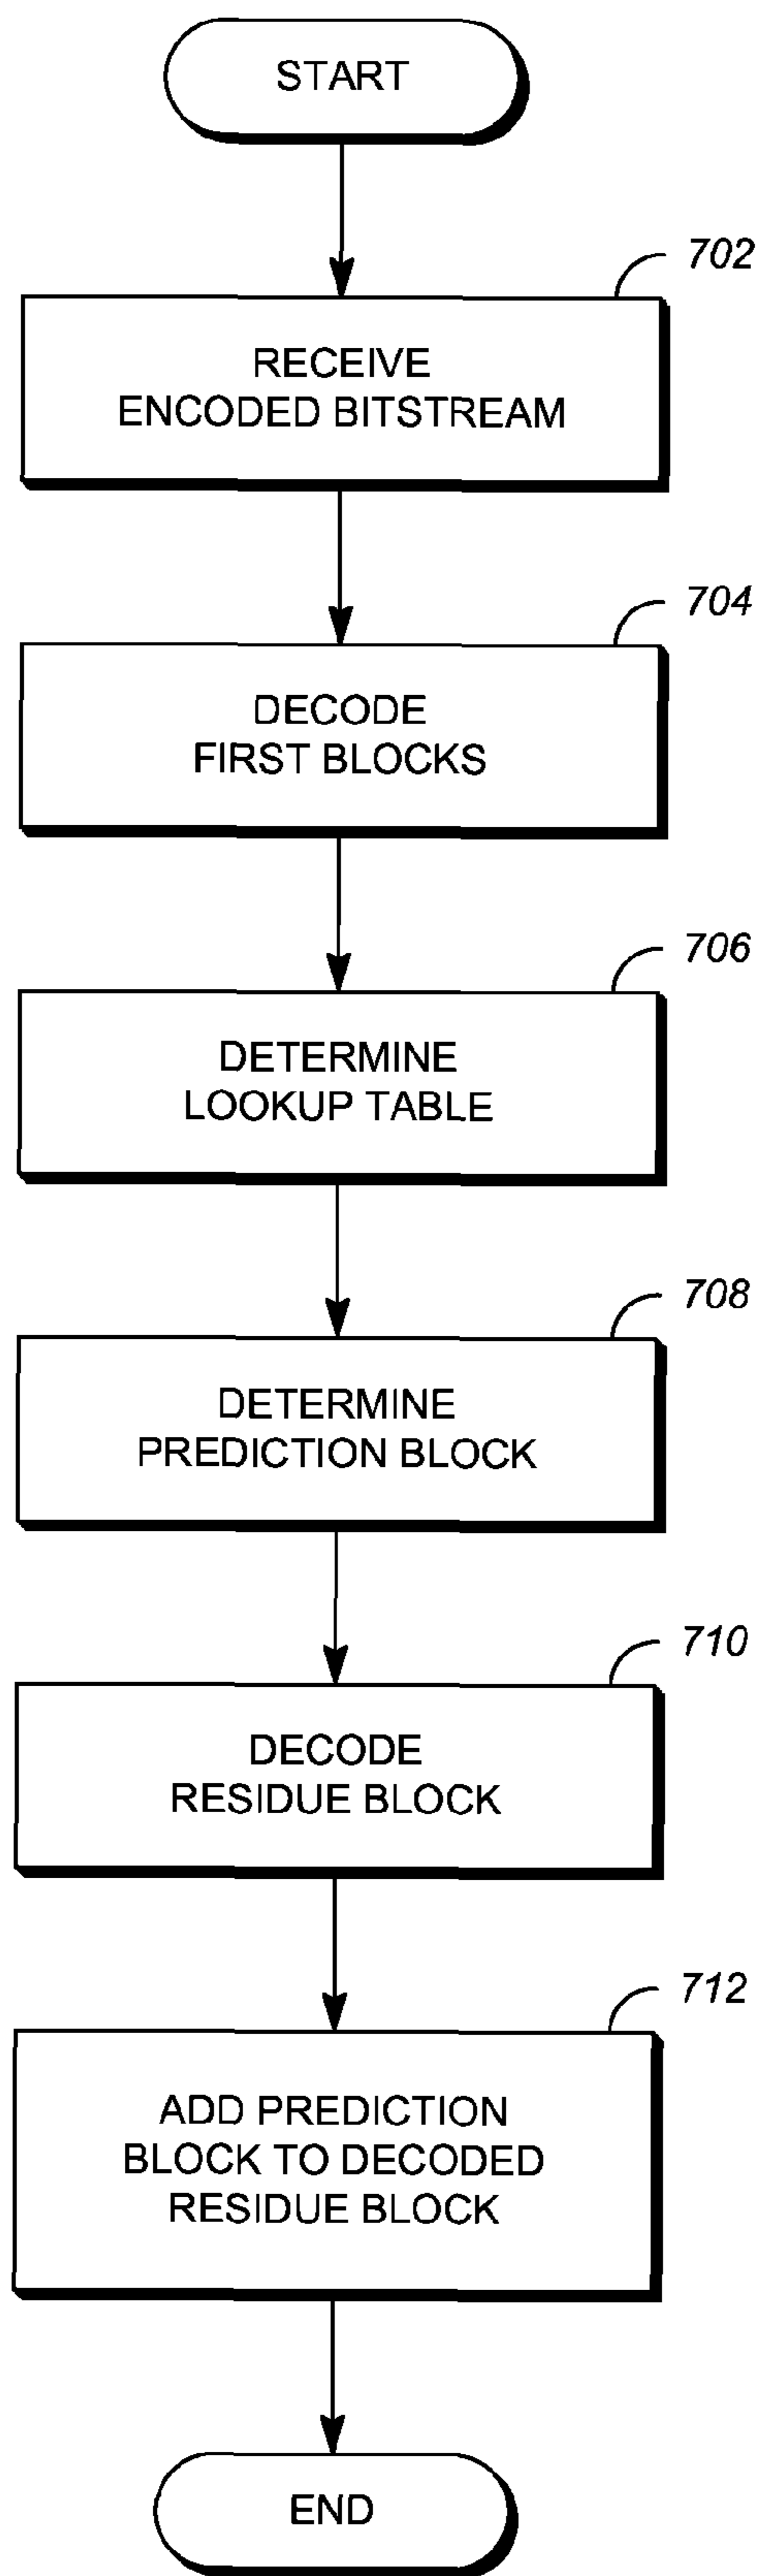 START
702
RECEIVE
ENCODED BITSTREAM
704
DECODE
FIRST BLOCKS
706
DETERMINE
LOOKUP TABLE
708
DETERMINE
PREDICTION BLOCK
710
DECODE
RESIDUE BLOCK
712
ADD PREDICTION
BLOCK TO DECODED
RESIDUE BLOCK
END